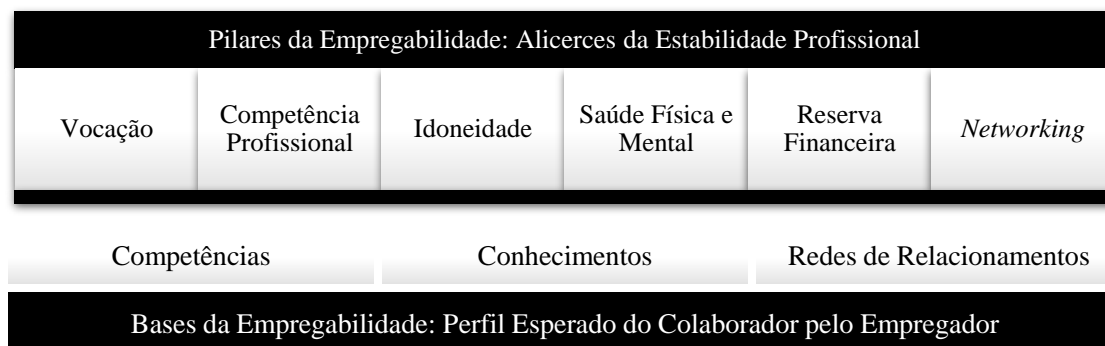 Pilares da Empregabilidade: Alicerces da Estabilidade Profissional
Vocação
Competência
Profissional
Idoneidade
Saúde Física e
Mental
Reserva
Financeira
Networking
Competências
Conhecimentos
Redes de Relacionamentos
Bases da Empregabilidade: Perfil Esperado do Colaborador pelo Empregador